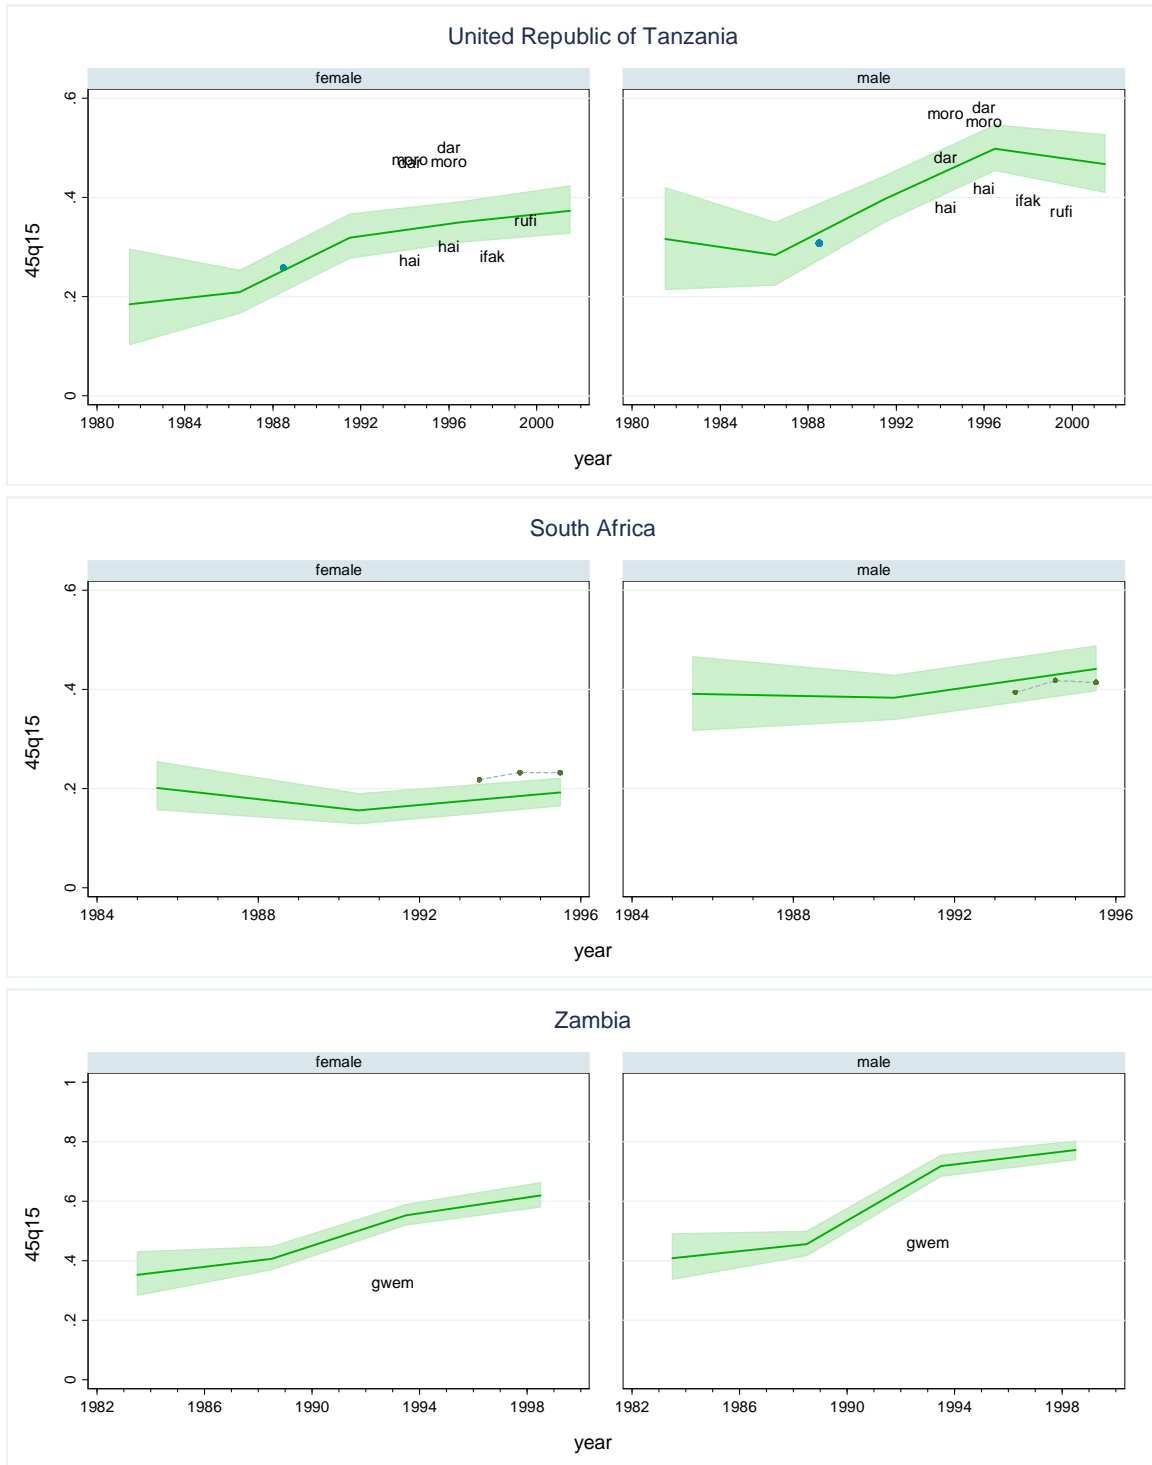 United Republic of Tanzania
female
male
45q15
.6
.4
.2
0
moro
dar
dar
moro
hai
hai
ifak
rufi
moro
dar
moro
dar
hai
hai
ifak
rufi
1980 1984 1988 1992 1996 2000
1980 1984 1988 1992 1996 2000
year
year
South Africa
female
male
45q15
.6
.4
.2
0
1984 1988 1992 1996
1984 1988 1992 1996
year
year
Zambia
female
male
45q15
1
.8
.6
.4
.2
0
gwem
gwem
1982 1986 1990 1994 1998
1982 1986 1990 1994 1998
year
year